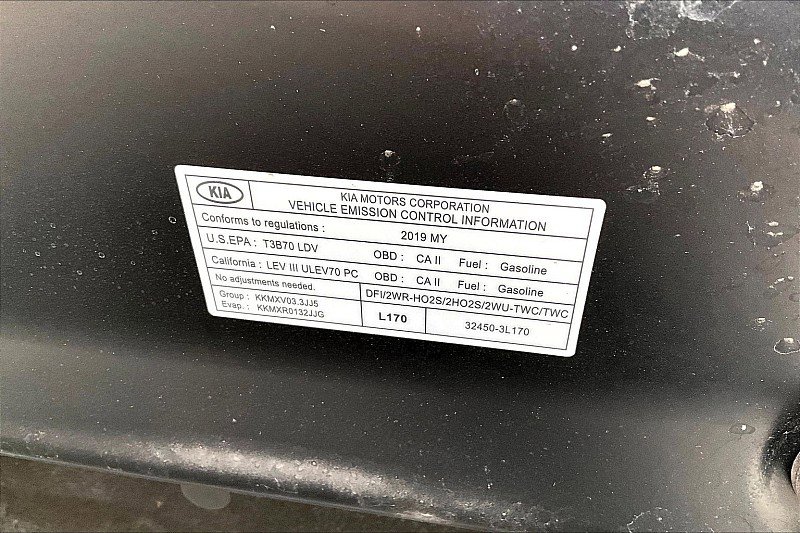 KIA
KIA MOTORS CORPORATION
VEHICLE EMISSION CONTROL INFORMATION
Conforms to regulations : 2019 MY
U.S.EPA : T3B70 LDV OBD : CA II Fuel : Gasoline
California : LEV III ULEV70 PC OBD : CA II Fuel : Gasoline
No adjustments needed. DFI/2WR-HO2S/2HO2S/2WU-TWC/TWC
Group : KKMXV03.3JJ5
Evap. : KKMXR0132JJG
L170 32450-3L170